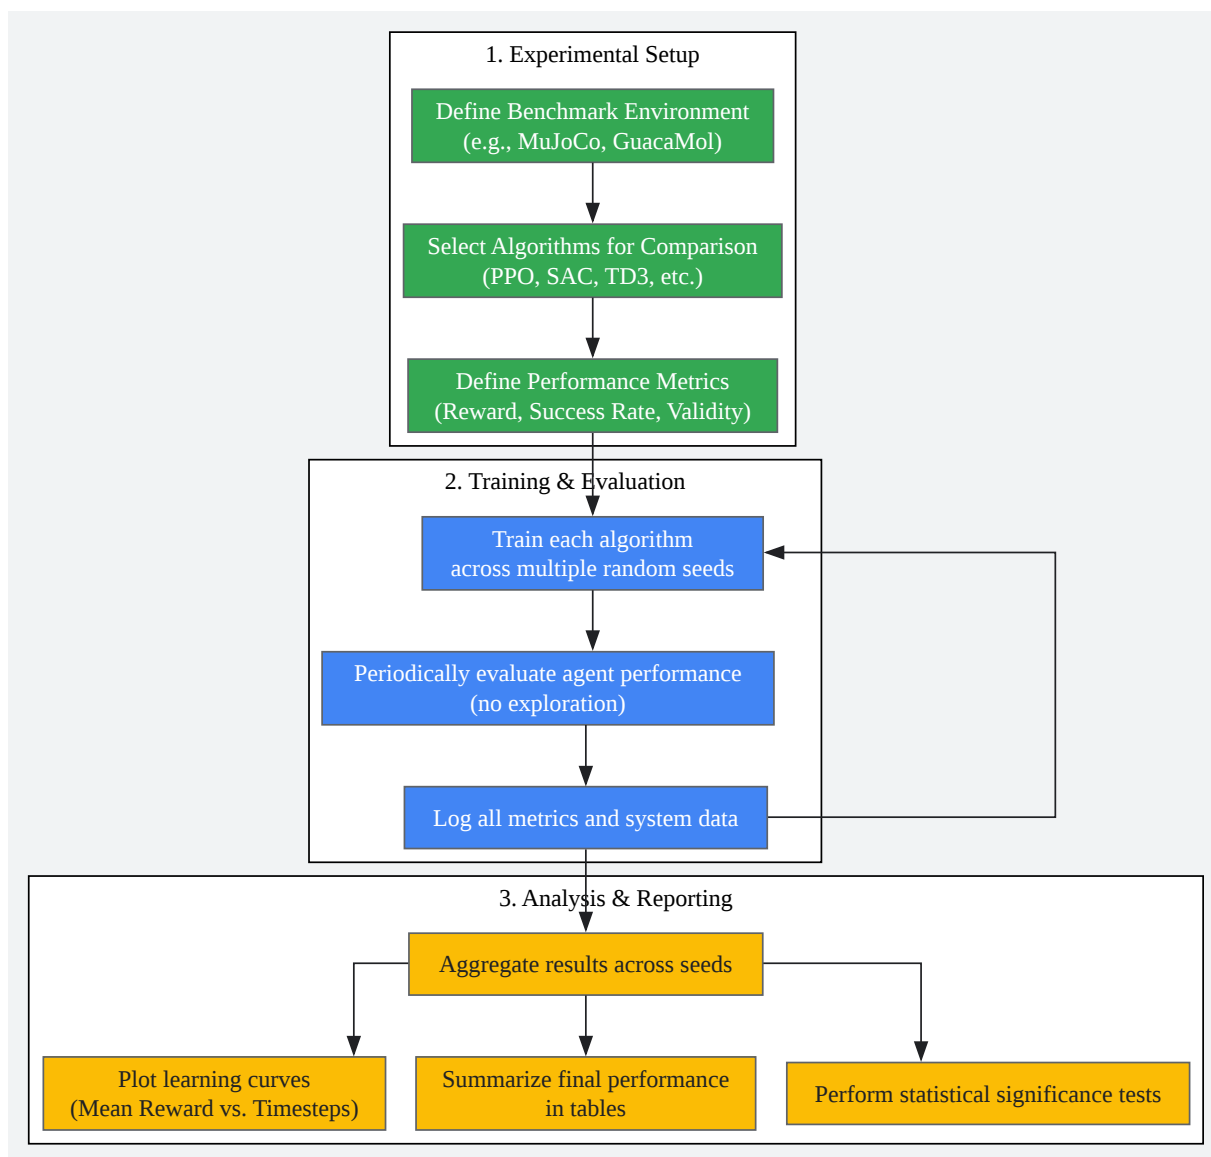 1. Experimental Setup
Define Benchmark Environment
(e.g., MuJoCo, GuacaMol)
Select Algorithms for Comparison
(PPO, SAC, TD3, etc.)
Define Performance Metrics
(Reward, Success Rate, Validity)
2. Training & Evaluation
Train each algorithm
across multiple random seeds
Periodically evaluate agent performance
(no exploration)
Log all metrics and system data
3. Analysis & Reporting
Aggregate results across seeds
Plot learning curves
(Mean Reward vs. Timesteps)
Summarize final performance
in tables
Perform statistical significance tests